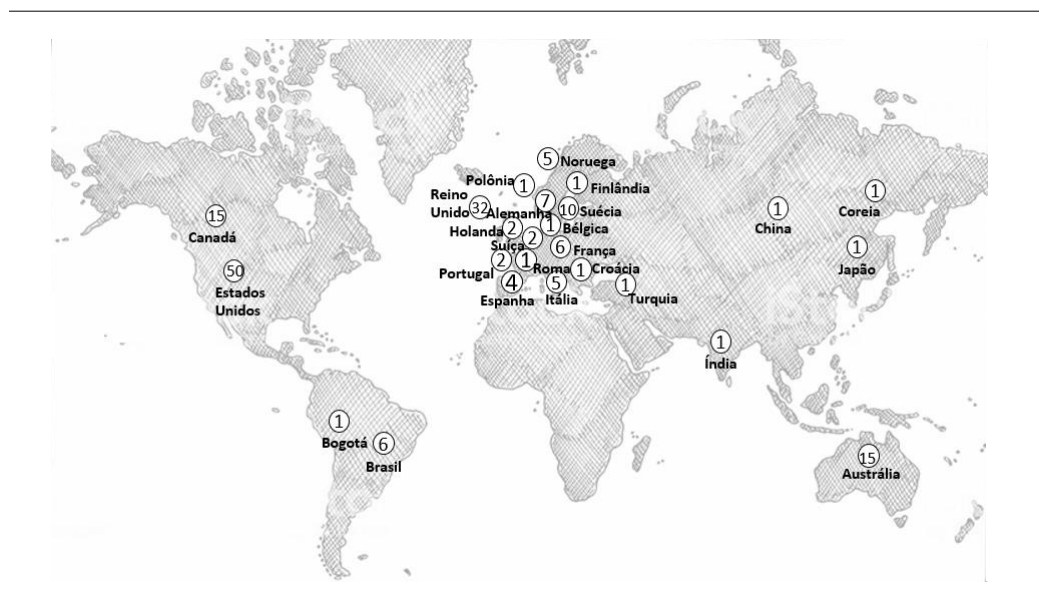 5 Noruega
Polônia 1
1 Finlândia
Reino
Unido 32
Alemanha 7
10 Suécia
Holanda 2
1 Bélgica
Suíça 2
6 França
Portugal 2
1 Roma
1 Croácia
4
Espanha
5
Itália
1
Turquia
15
Canadá
50
Estados
Unidos
1
China
1
Coreia
1
Japão
1
Índia
1
Bogotá
6
Brasil
15
Austrália